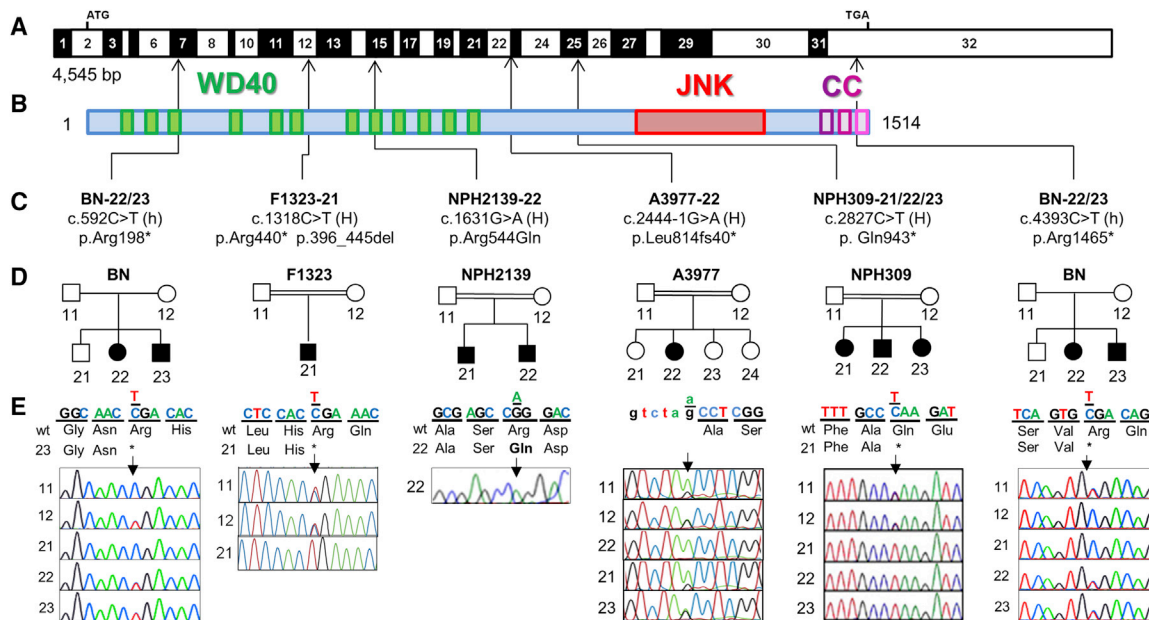 ATG TGA
A 1 2 3 6 7 8 10 11 12 13 15 17 19 21 22 24 25 26 27 29 30 31 32
4,545 bp WD40 JNK CC
B 1 1514
BN-22/23 F1323-21 NPH2139-22 A3977-22 NPH309-21/22/23 BN-22/23
C c.592C>T (h) c.1318C>T (H) c.1631G>A (H) c.2444-1G>A (H) c.2827C>T (H) c.4393C>T (h)
p.Arg198* p.Arg440* p.396_445del p.Arg544Gln p.Leu814fs40* p. Gln943* p.Arg1465*
D BN F1323 NPH2139 A3977 NPH309 BN
11 12 11 12 11 12 11 12 11 12 11 12
21 22 23 21 21 22 21 22 23 24 21 22 23 21 22 23
E T T A a T T
GGC AAC CGA CAC CTC CAC CGA AAC GCG AGC CGG GAC gtctag CCT CGG TTT GCC CAA GAT TCA GTG CGA CAG
wt Gly Asn Arg His wt Leu His Arg Gln wt Ala Ser Arg Asp Ala Ser wt Phe Ala Gln Glu wt Ser Val Arg Gln
23 Gly Asn * 21 Leu His * 22 Ala Ser Gln Asp 21 Phe Ala * 23 Ser Val *
11 11 22 11 11 11
12 12 12 12 12
21 21 22 21 21
22 21 22 22
23 23 23 23